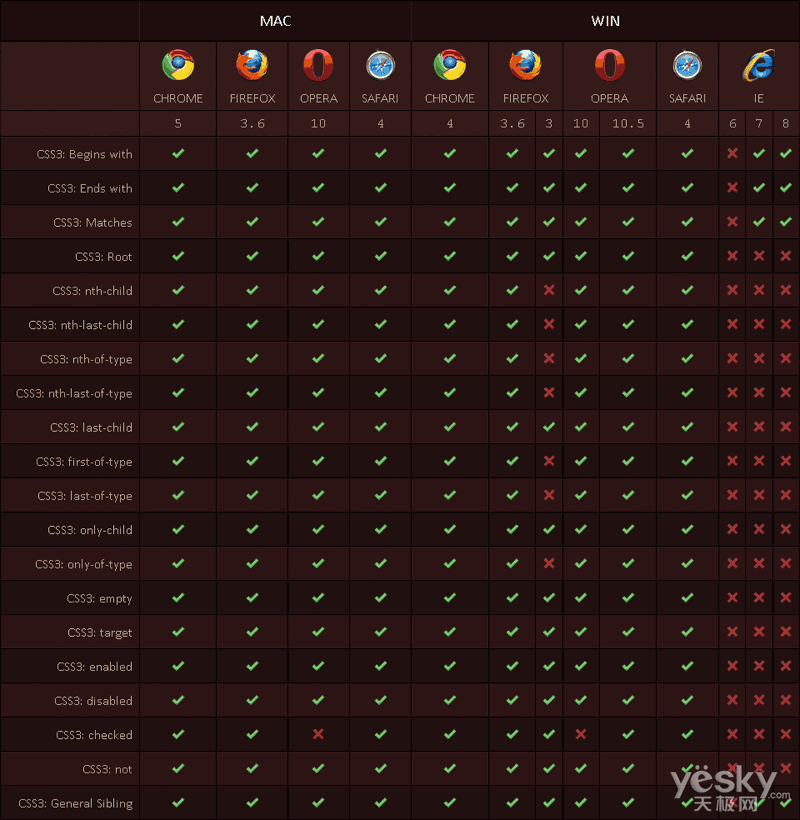 MAC WIN
CHROME FIREFOX OPERA SAFARI CHROME FIREFOX OPERA SAFARI IE
5 3.6 10 4 4 3.6 3 10 10.5 4 6 7 8
CSS3: Begins with
CSS3: Ends with
CSS3: Matches
CSS3: Root
CSS3: nth-child
CSS3: nth-last-child
CSS3: nth-of-type
CSS3: nth-last-of-type
CSS3: last-child
CSS3: first-of-type
CSS3: last-of-type
CSS3: only-child
CSS3: only-of-type
CSS3: empty
CSS3: target
CSS3: enabled
CSS3: disabled
CSS3: checked
CSS3: not
CSS3: General Sibling
yësky
天极网.com